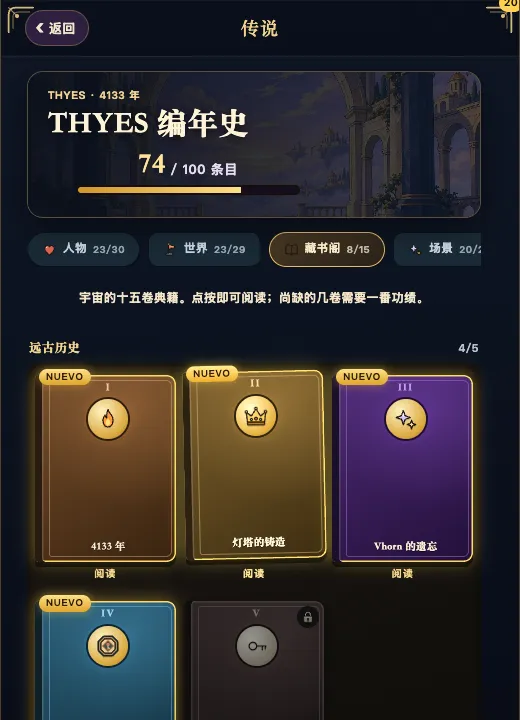 20
返回
传说
THYES · 4133 年
THYES 编年史
74 / 100 条目
人物 23/30
世界 23/29
藏书阁 8/15
场景 20/2
宇宙的十五卷典籍。点按即可阅读；尚缺的几卷需要一番功绩。
远古历史 4/5
NUEVO
I
4133 年
阅读
NUEVO
II
灯塔的铸造
阅读
NUEVO
III
Vhorn 的遗忘
阅读
NUEVO
IV
V